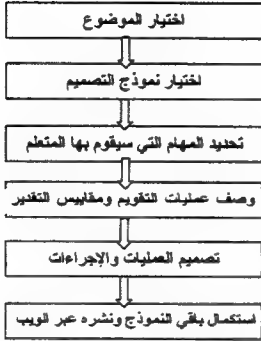 اختيار الموضوع
اختيار نموذج التصميم
تحديد المهام التي سيقوم بها المتعلم
وصف عمليات التقويم ومقاييس التقدير
تصميم العمليات والإجراءات
استكمال باقي النموذج ونشره عبر الويب